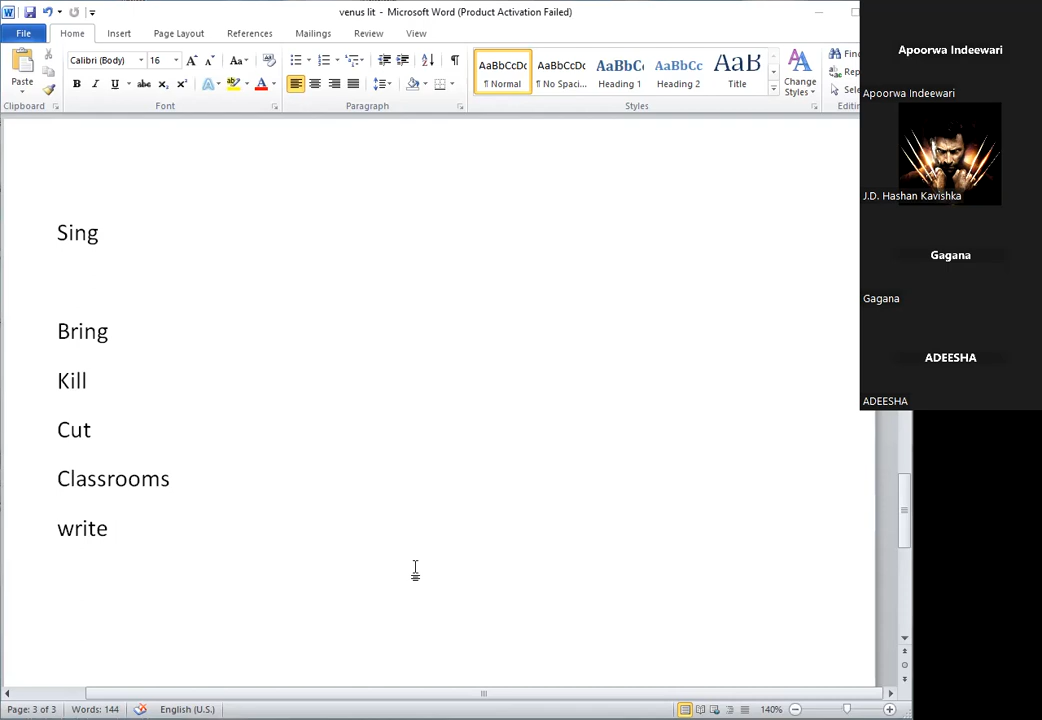 venus lit - Microsoft Word (Product Activation Failed)
File Home Insert Page Layout References Mailings Review View
Calibri (Body) 16
AaBbCcDc AaBbCcDc AaBbC AaBbCc AaB
Paste
¶ Normal ¶ No Spaci... Heading 1 Heading 2 Title
Change Styles
Clipboard Font Paragraph Styles
Apoorwa Indeewari
Apoorwa Indeewari
J.D. Hashan Kavishka
Gagana
Gagana
ADEESHA
ADEESHA
Sing
Bring
Kill
Cut
Classrooms
write
Page: 3 of 3 Words: 144 English (U.S.) 140%